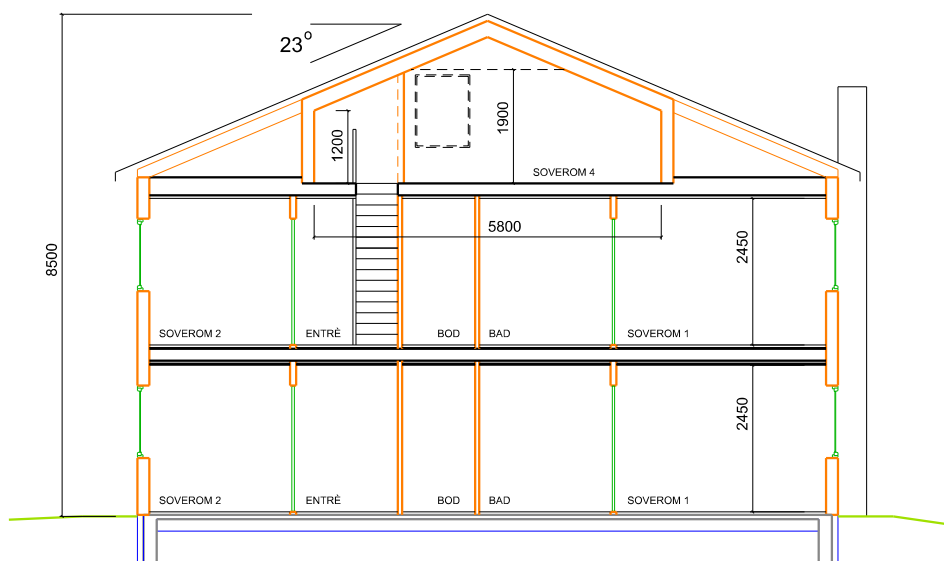 23°
1200
1900
SOVEROM 4
8500
5800
2450
SOVEROM 2
ENTRÈ
BOD
BAD
SOVEROM 1
2450
SOVEROM 2
ENTRÈ
BOD
BAD
SOVEROM 1